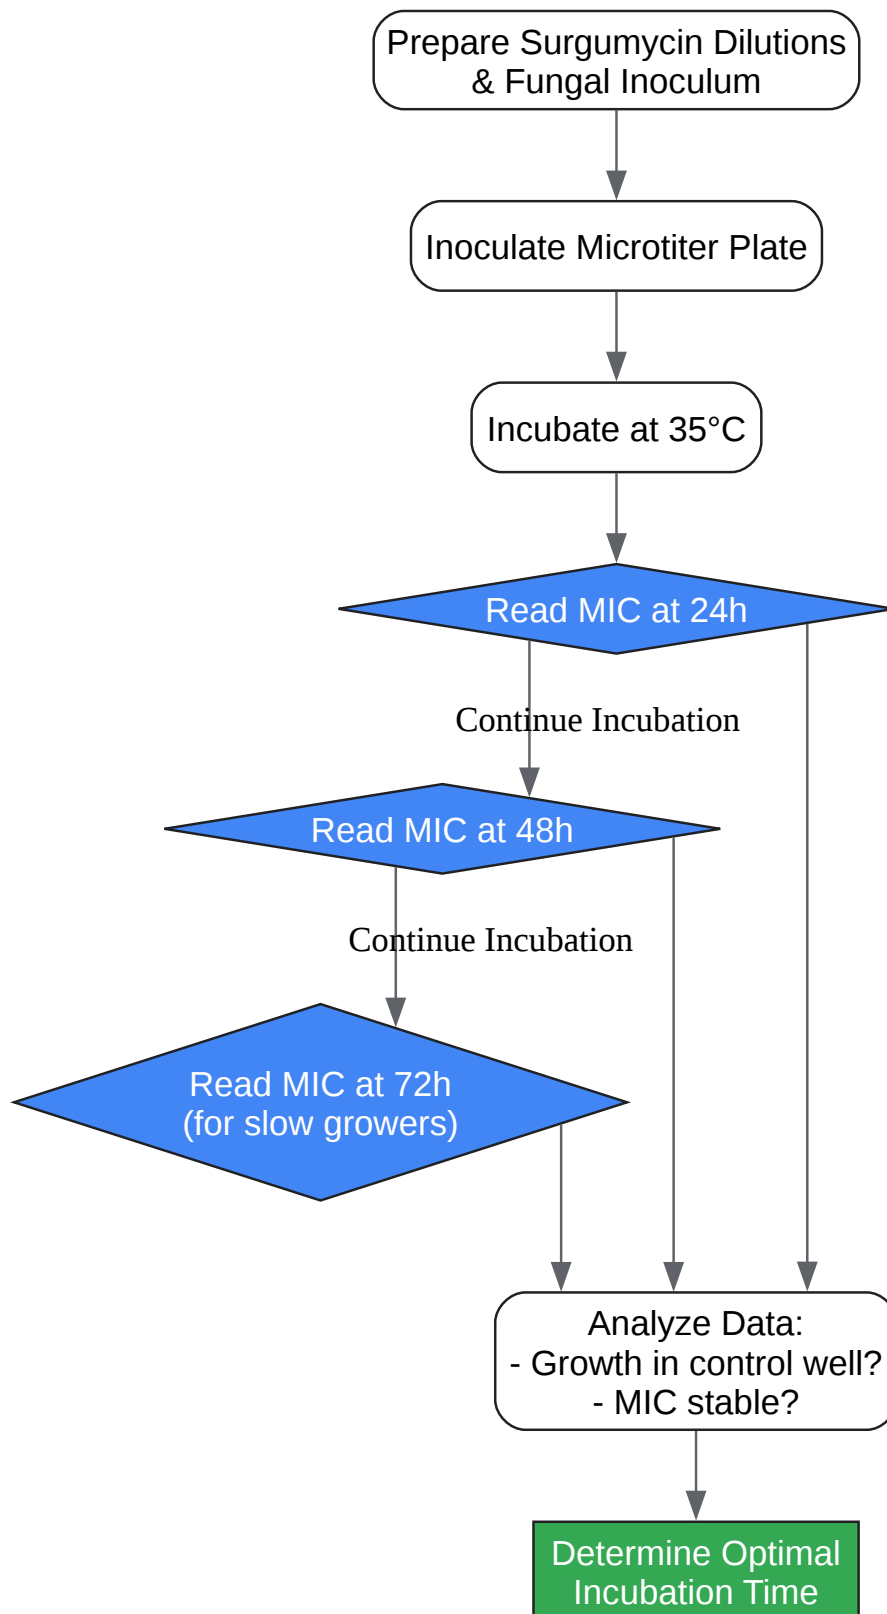 Prepare Surgumycin Dilutions
& Fungal Inoculum
Inoculate Microtiter Plate
Incubate at 35°C
Read MIC at 24h
Continue Incubation
Read MIC at 48h
Continue Incubation
Read MIC at 72h
(for slow growers)
Analyze Data:
- Growth in control well?
- MIC stable?
Determine Optimal
Incubation Time